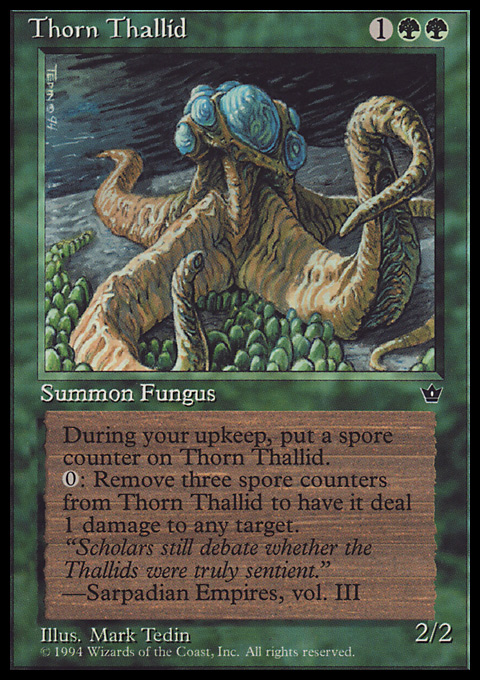 Thorn Thallid 1
TEDIN © 94
Summon Fungus
During your upkeep, put a spore
counter on Thorn Thallid.
0: Remove three spore counters
from Thorn Thallid to have it deal
1 damage to any target.
"Scholars still debate whether the
Thallids were truly sentient."
—Sarpadian Empires, vol. III
Illus. Mark Tedin 2/2
© 1994 Wizards of the Coast, Inc. All rights reserved.